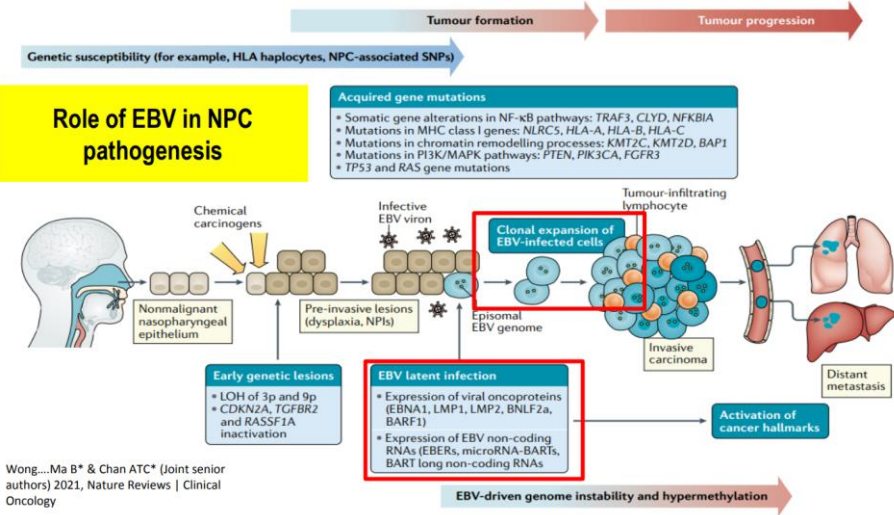 Tumour formation
Tumour progression
Genetic susceptibility (for example, HLA haplocytes, NPC-associated SNPs)
Role of EBV in NPC
pathogenesis
Acquired gene mutations
• Somatic gene alterations in NF-κB pathways: TRAF3, CLYD, NFKBIA
• Mutations in MHC class I genes: NLRC5, HLA-A, HLA-B, HLA-C
• Mutations in chromatin remodelling processes: KMT2C, KMT2D, BAP1
• Mutations in PI3K/MAPK pathways: PTEN, PIK3CA, FGFR3
• TP53 and RAS gene mutations
Chemical
carcinogens
Infective
EBV viron
Clonal expansion of
EBV-infected cells
Tumour-infiltrating
lymphocyte
Nonmalignant
nasopharyngeal
epithelium
Pre-invasive lesions
(dysplaxia, NPIs)
Episomal
EBV genome
Invasive
carcinoma
Distant
metastasis
Early genetic lesions
• LOH of 3p and 9p
• CDKN2A, TGFBR2
and RASSF1A
inactivation
EBV latent infection
• Expression of viral oncoproteins
(EBNA1, LMP1, LMP2, BNLF2a,
BARF1)
• Expression of EBV non-coding
RNAs (EBERs, microRNA-BARTs,
BART long non-coding RNAs
Activation of
cancer hallmarks
Wong....Ma B* & Chan ATC* (Joint senior
authors) 2021, Nature Reviews | Clinical
Oncology
EBV-driven genome instability and hypermethylation